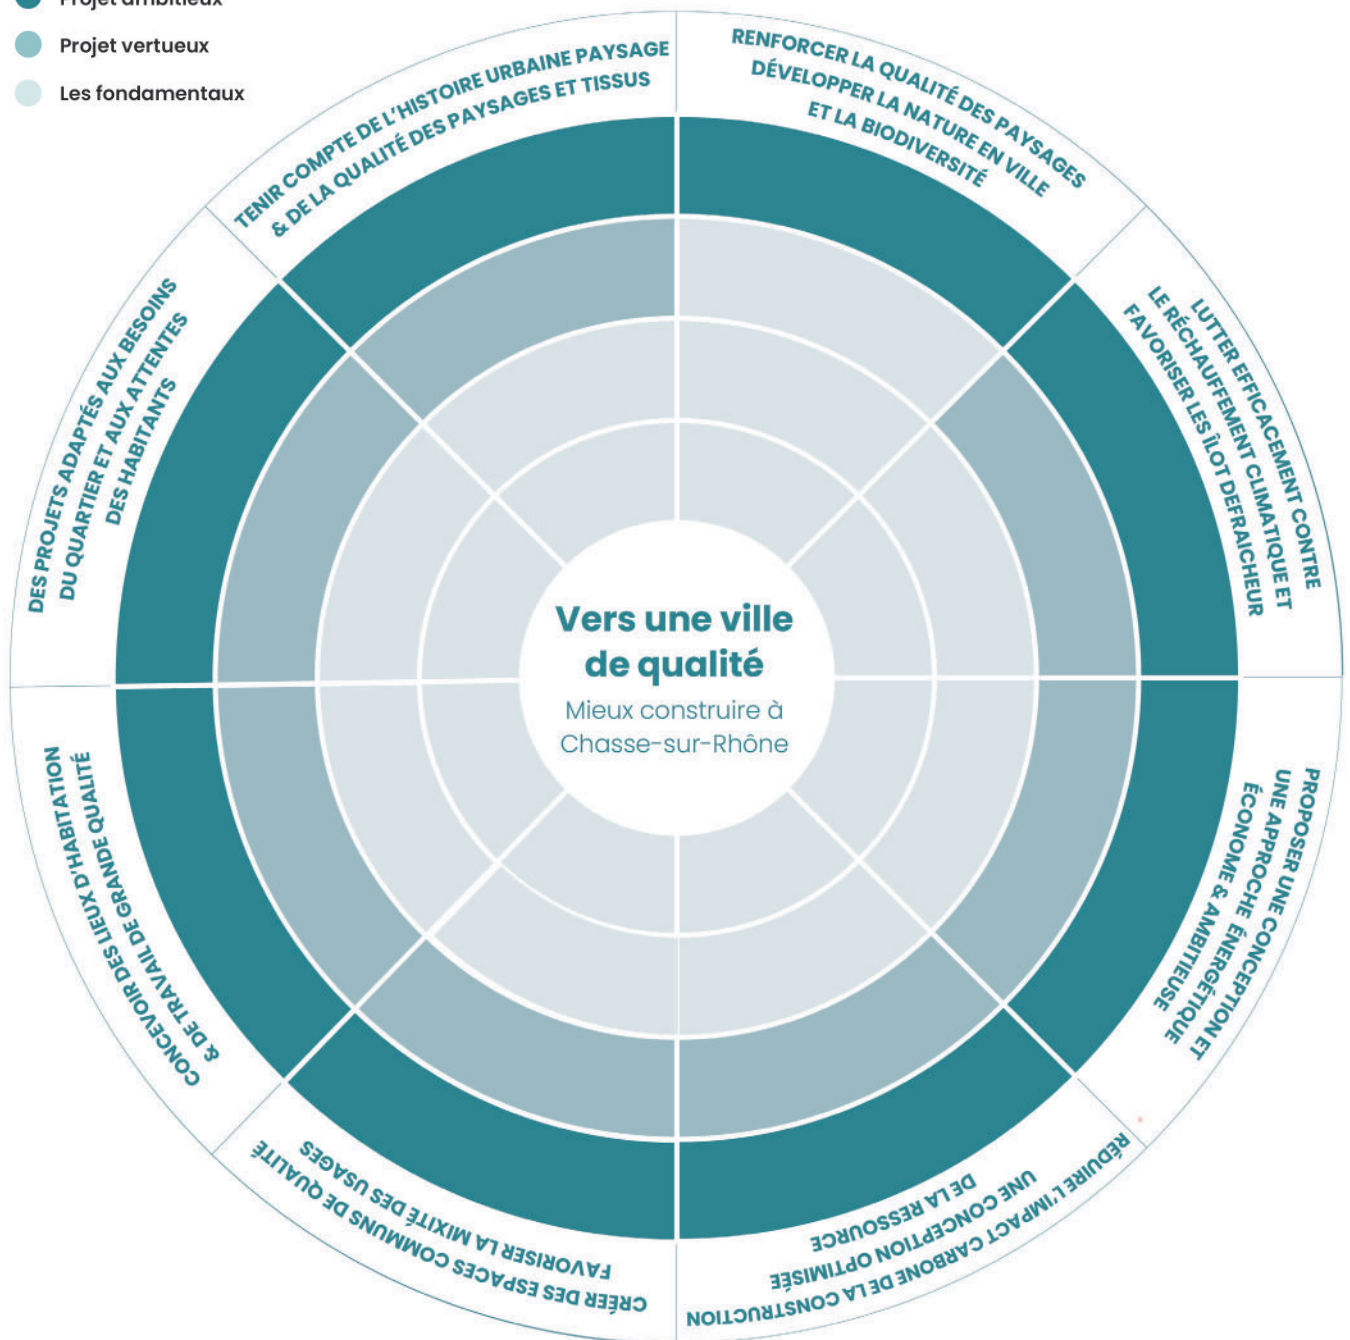 Projet ambitieux
Projet vertueux
Les fondamentaux
TENIR COMPTE DE L'HISTOIRE URBAINE PAYSAGE
& DE LA QUALITÉ DES PAYSAGES ET TISSUS
RENFORCER LA QUALITÉ DES PAYSAGES
DÉVELOPPER LA NATURE EN VILLE
ET LA BIODIVERSITÉ
LUTTER EFFICACEMENT CONTRE
LE RÉCHAUFFEMENT CLIMATIQUE ET
FAVORISER LES ÎLOT DEFRAICHEUR
PROPOSER UNE CONCEPTION ET
UNE APPROCHE ÉNERGÉTIQUE
ÉCONOME & AMBITIEUSE
RÉDUIRE L'IMPACT CARBONE DE LA CONSTRUCTION
UNE CONCEPTION OPTIMISÉE
DE LA RESSOURCE
CRÉER DES ESPACES COMMUNS DE QUALITÉ
FAVORISER LA MIXITÉ DES USAGES
CONCEVOIR DES LIEUX D'HABITATION
& DE TRAVAIL DE GRANDE QUALITÉ
DES PROJETS ADAPTÉS AUX BESOINS
DU QUARTIER ET AUX ATTENTES
DES HABITANTS
Vers une ville
de qualité
Mieux construire à
Chasse-sur-Rhône